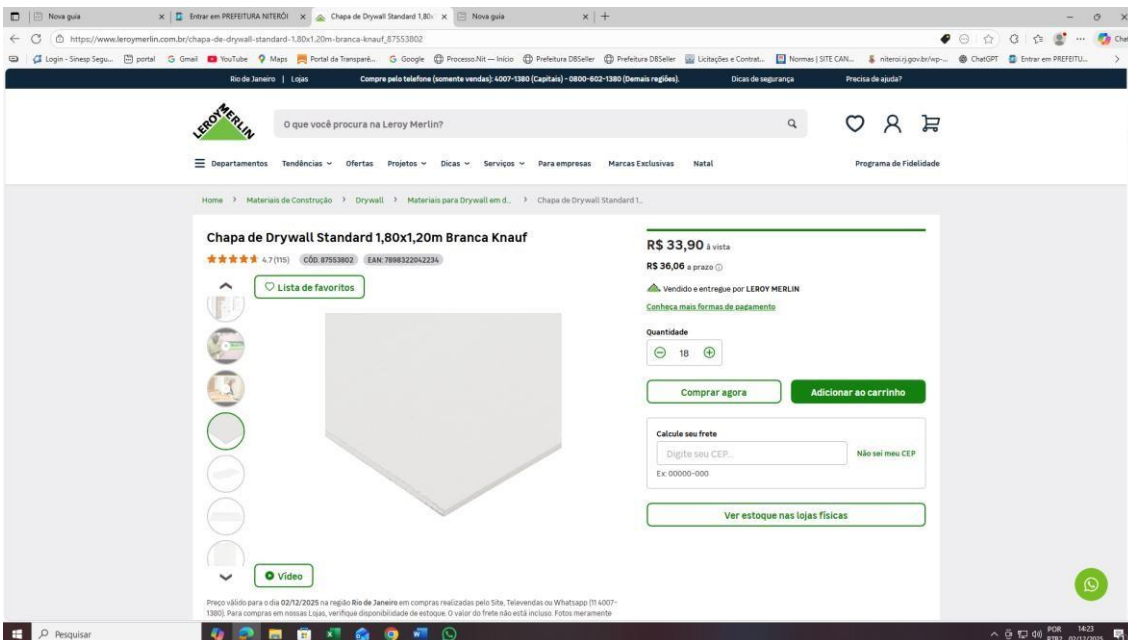 Nova guia
Entrar em PREFEITURA NITERÓI
Chapa de Drywall Standard 1,80x
Nova guia
https://www.leroymerlin.com.br/chapa-de-drywall-standard-1.80x1,20m-branca-knauf_87553802
Login - Sinesp Segu... portal Gmail YouTube Maps Portal da Transparê... Google Processo.Nit — Início Prefeitura DBSeller Prefeitura DBSeller Licitações e Contrat... Normas | SITE CAN... niteroi.rj.gov.br/wp-... ChatGPT Entrar em PREFEITU...
Rio de Janeiro | Lojas Compre pelo telefone (somente vendas): 4007-1380 (Capitais) - 0800-602-1380 (Demais regiões). Dicas de segurança Precisa de ajuda?
LEROY MERLIN
O que você procura na Leroy Merlin?
Departamentos Tendências Ofertas Projetos Dicas Serviços Para empresas Marcas Exclusivas Natal Programa de Fidelidade
Home > Materiais de Construção > Drywall > Materiais para Drywall em d... > Chapa de Drywall Standard 1...
Chapa de Drywall Standard 1,80x1,20m Branca Knauf
4.7 (115) CÓD. 87553802 EAN: 7898322042234
Lista de favoritos
Vídeo
R$ 33,90 à vista
R$ 36,06 a prazo
Vendido e entregue por LEROY MERLIN
Conheça mais formas de pagamento
Quantidade
18
Comprar agora
Adicionar ao carrinho
Calcule seu frete
Digite seu CEP...
Não sei meu CEP
Ex: 00000-000
Ver estoque nas lojas físicas
Preço válido para o dia 02/12/2025 na região Rio de Janeiro em compras realizadas pelo Site, Televendas ou Whatsapp (11 4007-
1380). Para compras em nossas Lojas, verifique disponibilidade de estoque. O valor do frete não está incluso. Fotos meramente
Pesquisar
POR
PTB2
14:23
02/12/2025